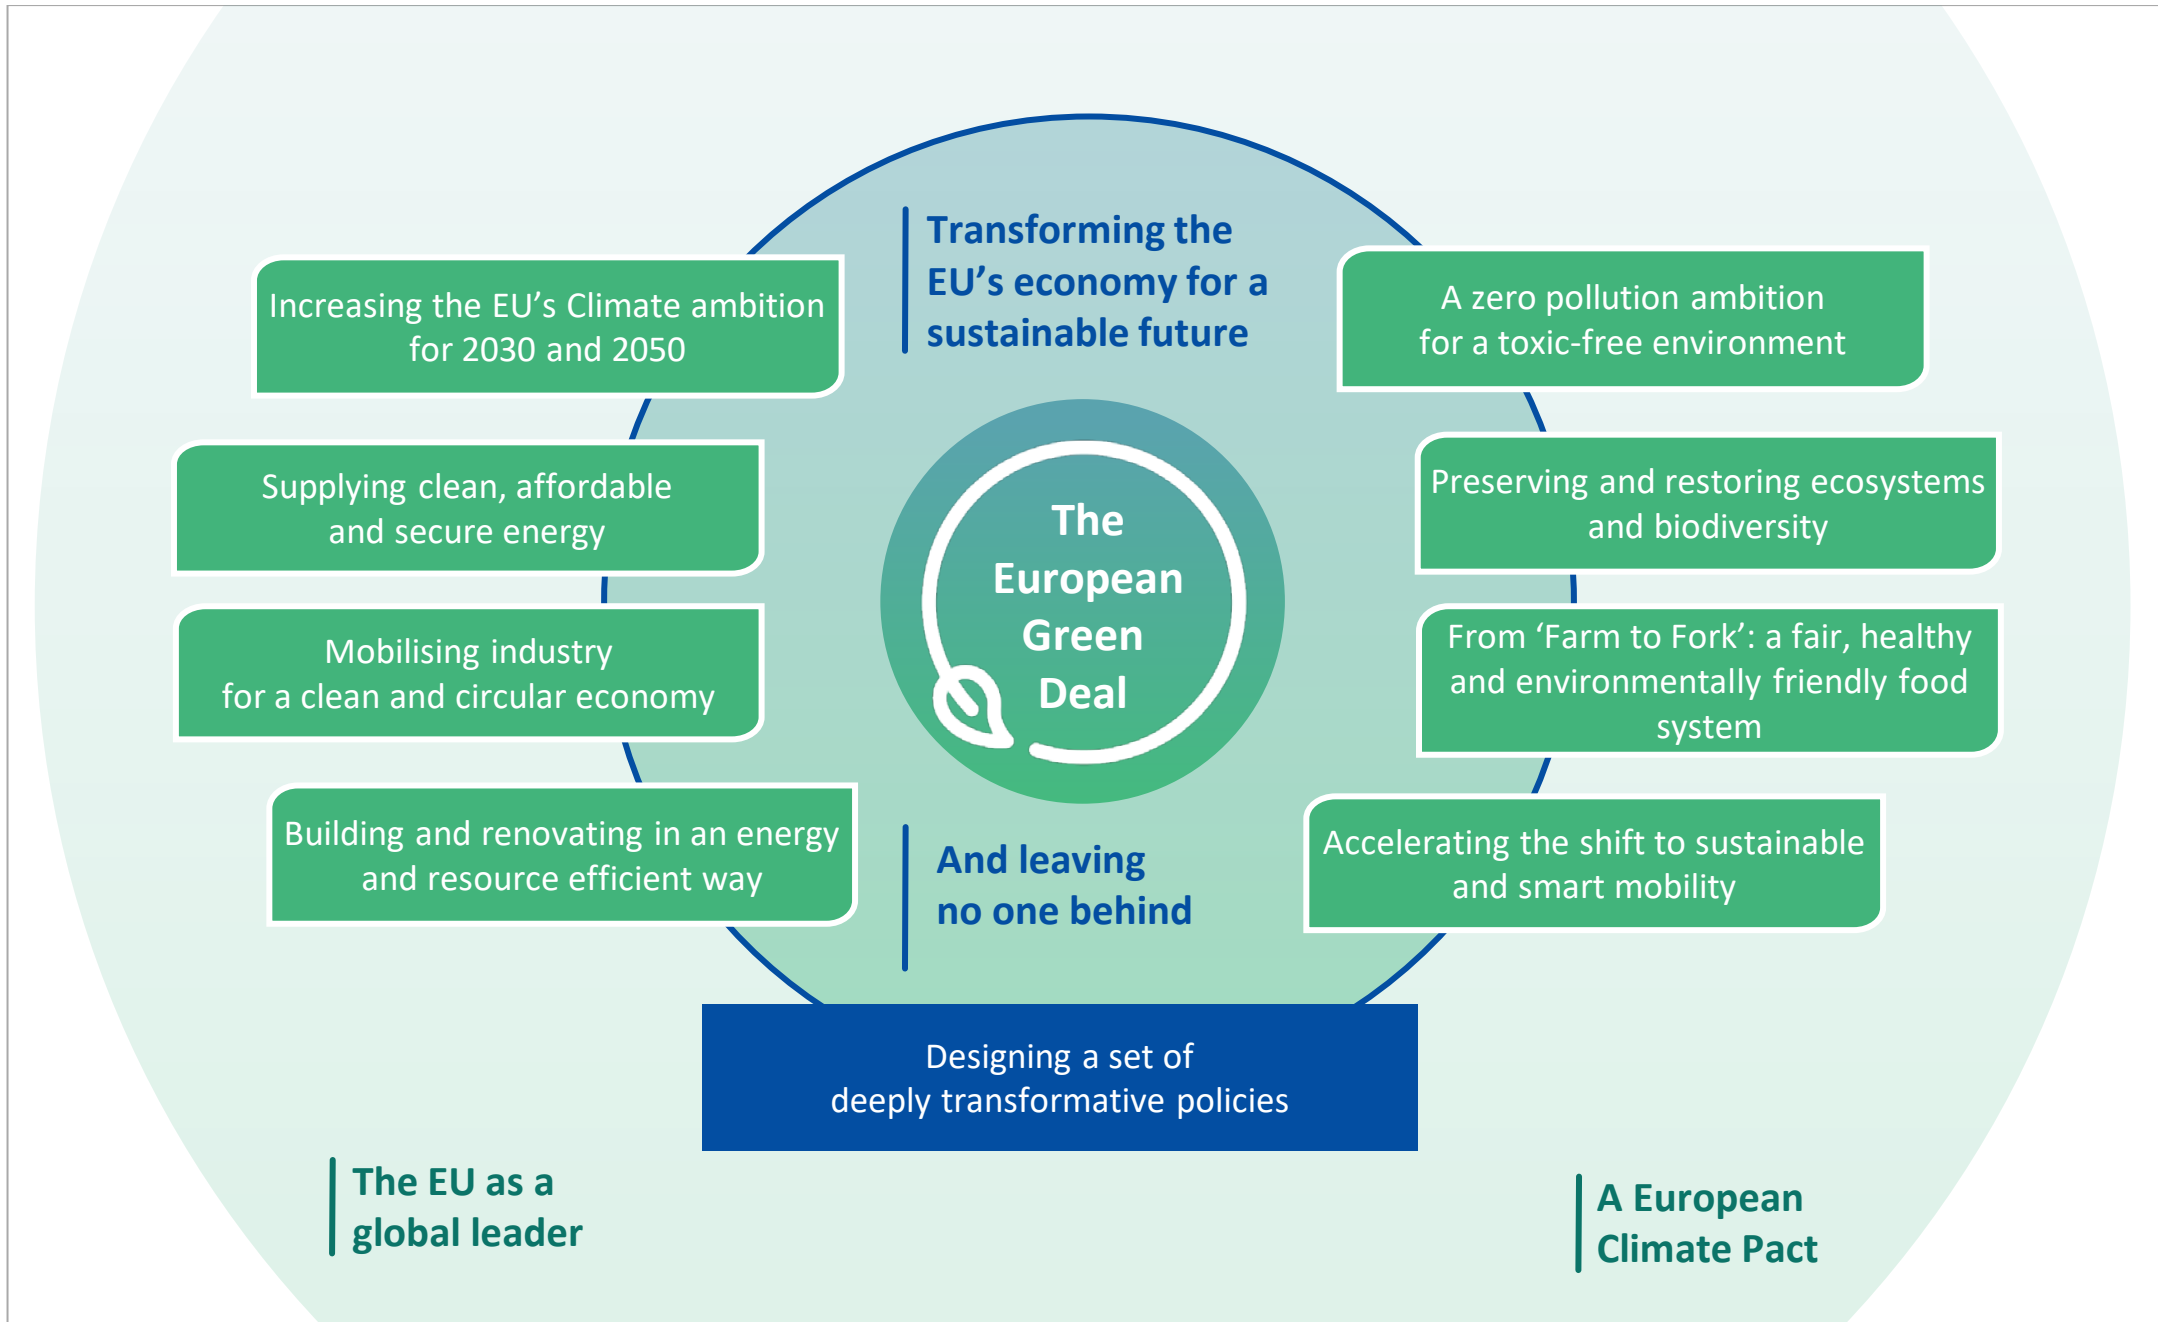 Transforming the
EU’s economy for a
sustainable future
Increasing the EU’s Climate ambition
for 2030 and 2050
Supplying clean, affordable
and secure energy
Mobilising industry
for a clean and circular economy
Building and renovating in an energy
and resource efficient way
The
European
Green
Deal
A zero pollution ambition
for a toxic-free environment
Preserving and restoring ecosystems
and biodiversity
From ‘Farm to Fork’: a fair, healthy
and environmentally friendly food
system
Accelerating the shift to sustainable
and smart mobility
And leaving
no one behind
Designing a set of
deeply transformative policies
The EU as a
global leader
A European
Climate Pact